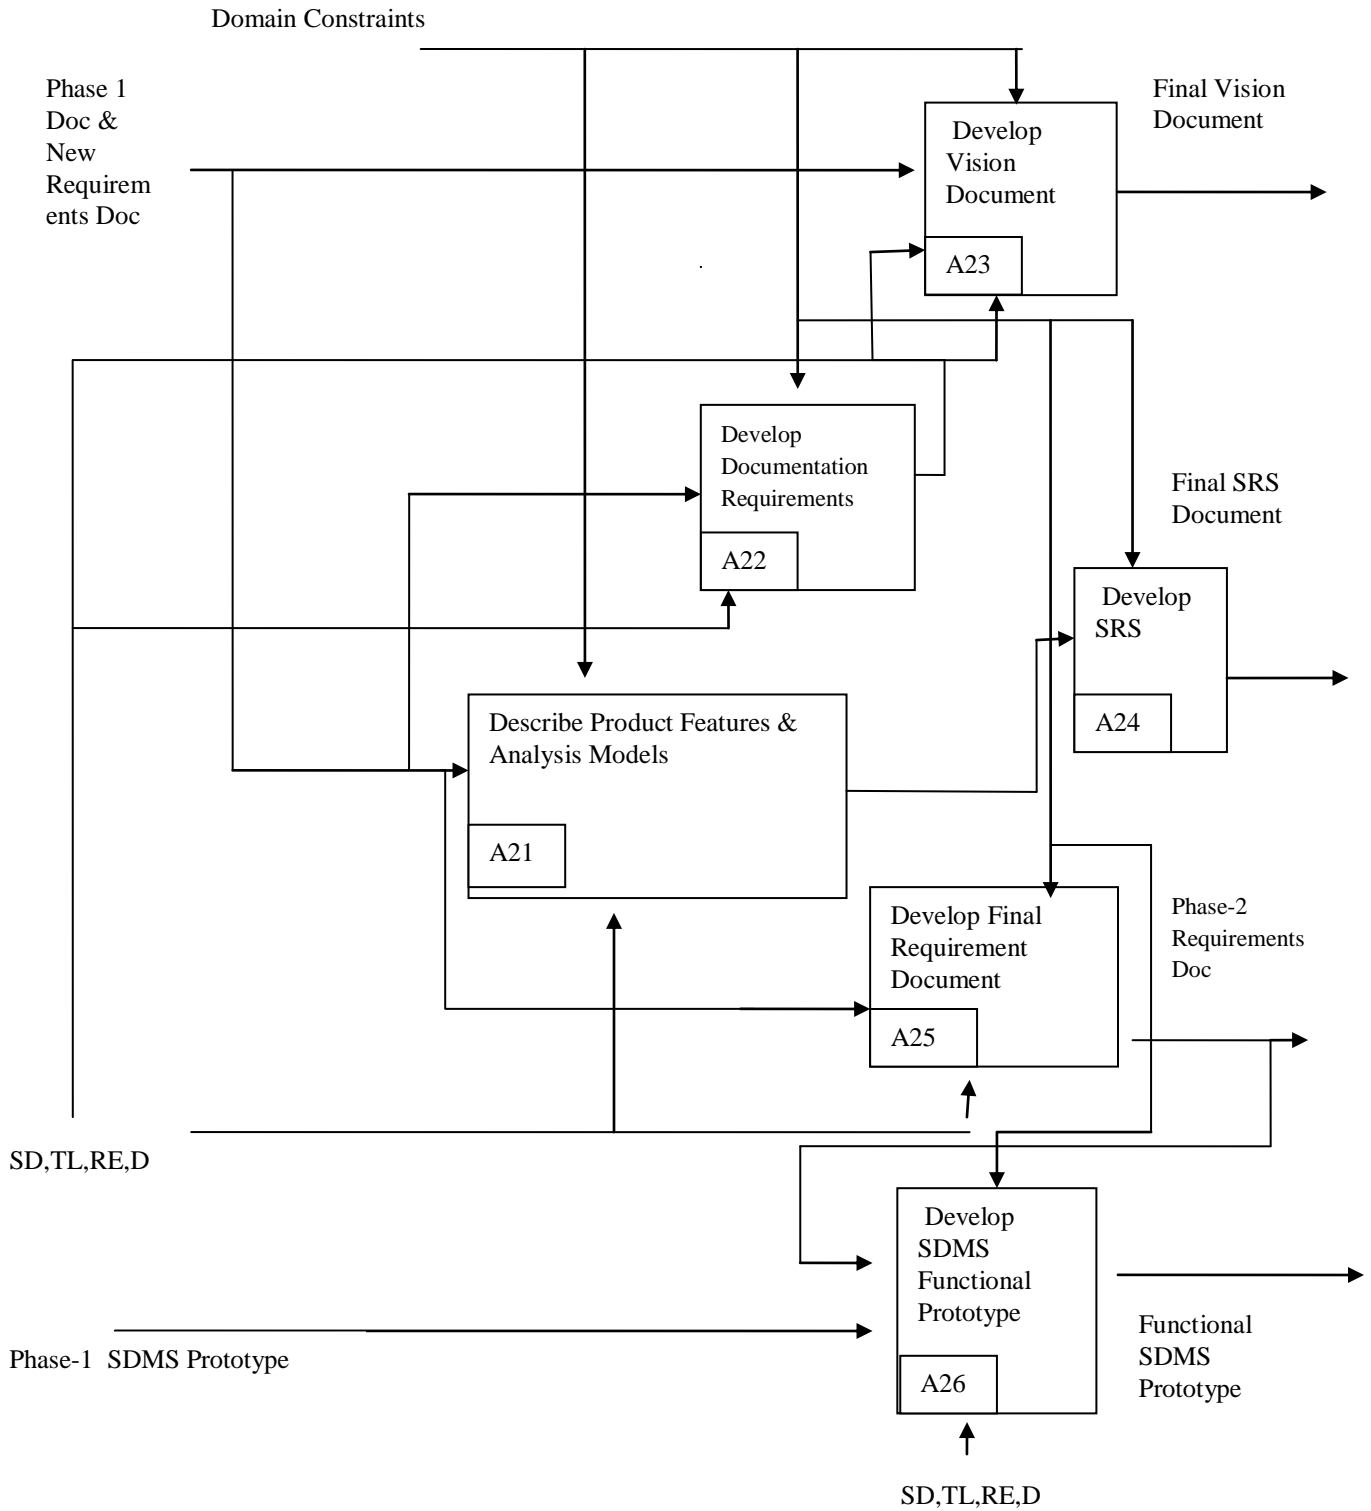 Domain Constraints
Phase 1
Doc &
New
Requirem
ents Doc
Final Vision
Document
Develop
Vision
Document
A23
Develop
Documentation
Requirements
A22
Final SRS
Document
Develop
SRS
A24
Describe Product Features &
Analysis Models
A21
Develop Final
Requirement
Document
A25
Phase-2
Requirements
Doc
SD,TL,RE,D
Develop
SDMS
Functional
Prototype
A26
Phase-1 SDMS Prototype
Functional
SDMS
Prototype
SD,TL,RE,D